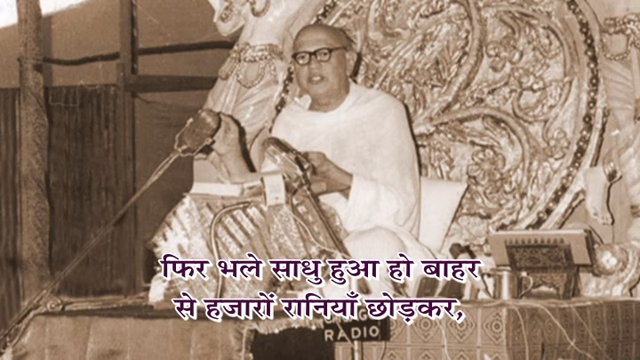 फिर भले साधु हुआ हो बाहर
से हजारों रानियाँ छोड़कर,
RADIO